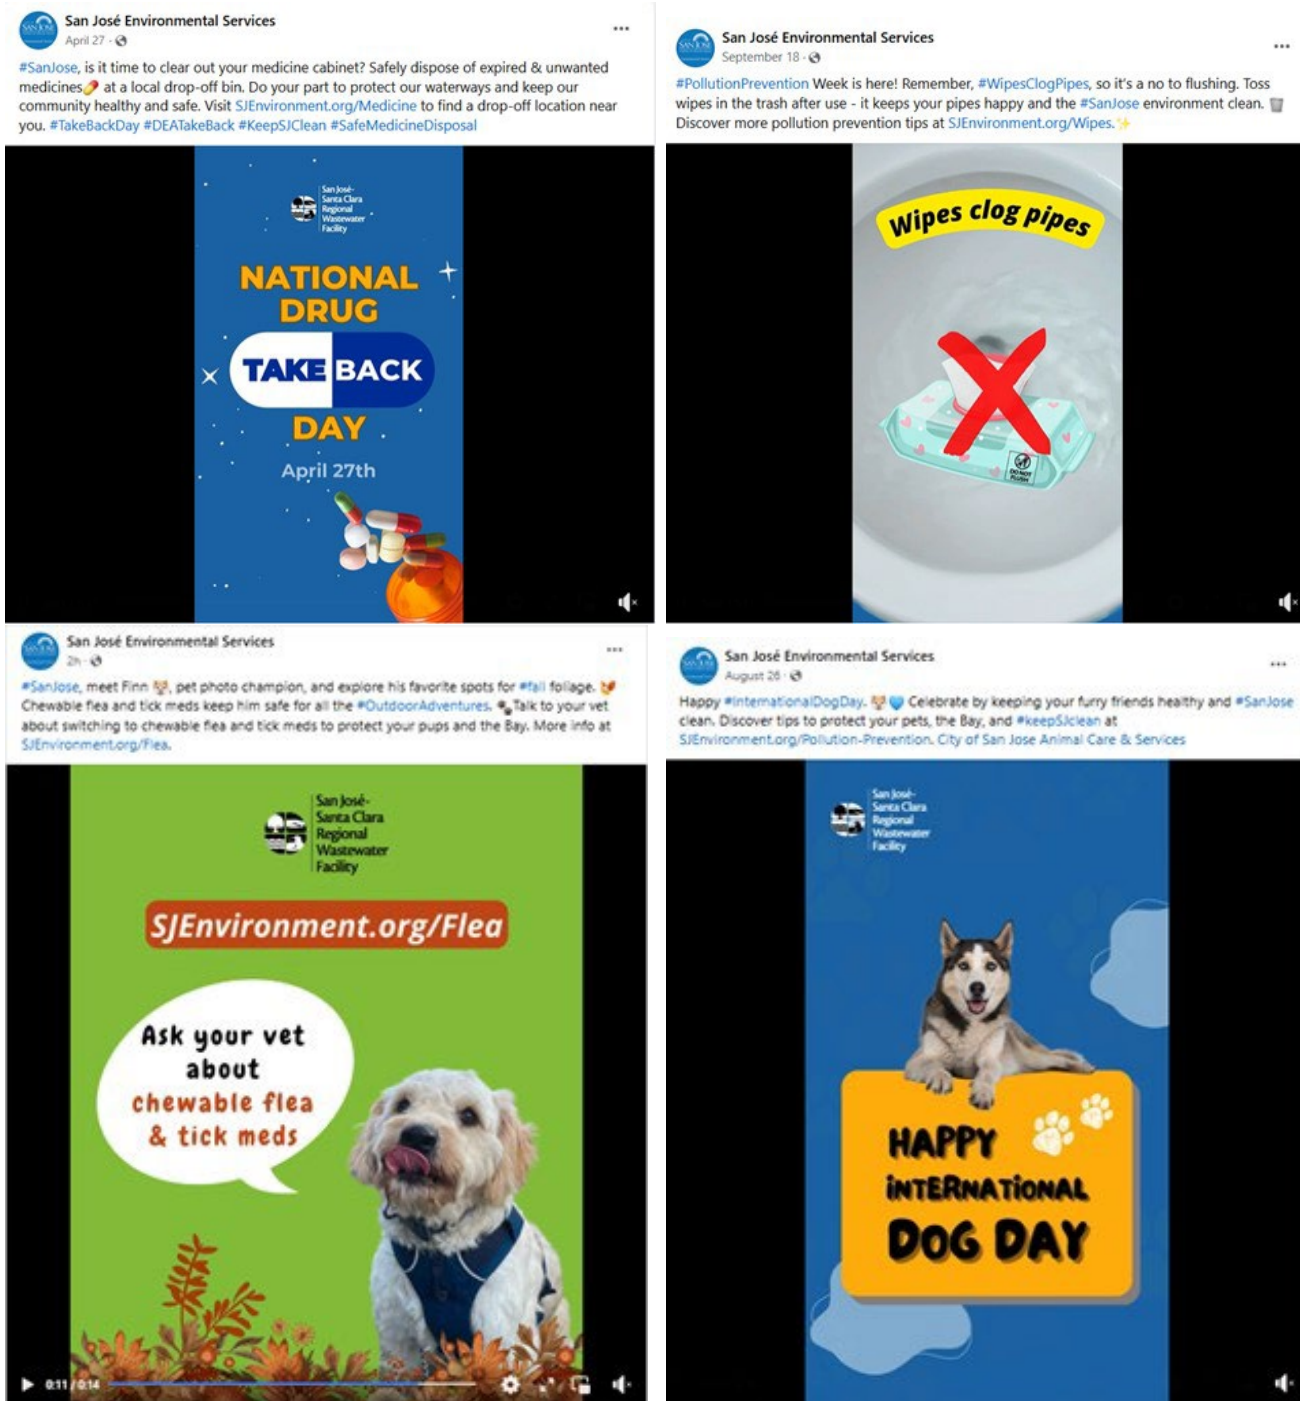 San José Environmental Services
April 27
#SanJose, is it time to clear out your medicine cabinet? Safely dispose of expired & unwanted
medicines at a local drop-off bin. Do your part to protect our waterways and keep our
community healthy and safe. Visit SJEnvironment.org/Medicine to find a drop-off location near
you. #TakeBackDay #DEATakeBack #KeepSJClean #SafeMedicineDisposal
San José-
Santa Clara
Regional
Wastewater
Facility
NATIONAL
DRUG
TAKE BACK
DAY
April 27th
San José Environmental Services
September 18
#PollutionPrevention Week is here! Remember, #WipesClogPipes, so it's a no to flushing. Toss
wipes in the trash after use - it keeps your pipes happy and the #SanJose environment clean. 🗑️
Discover more pollution prevention tips at SJEnvironment.org/Wipes.✨
Wipes clog pipes
DO NOT
FLUSH
San José Environmental Services
2h
#SanJose, meet Finn 🐶, pet photo champion, and explore his favorite spots for #fall foliage. 🍂
Chewable flea and tick meds keep him safe for all the #OutdoorAdventures. 🐾Talk to your vet
about switching to chewable flea and tick meds to protect your pups and the Bay. More info at
SJEnvironment.org/Flea.
San José-
Santa Clara
Regional
Wastewater
Facility
SJEnvironment.org/Flea
Ask your vet
about
chewable flea
& tick meds
0:11 / 0:14
San José Environmental Services
August 26
Happy #InternationalDogDay. 🐶💙 Celebrate by keeping your furry friends healthy and #SanJose
clean. Discover tips to protect your pets, the Bay, and #keepSJclean at
SJEnvironment.org/Pollution-Prevention. City of San Jose Animal Care & Services
San José-
Santa Clara
Regional
Wastewater
Facility
HAPPY
iNTERNATiONAL
DOG DAY